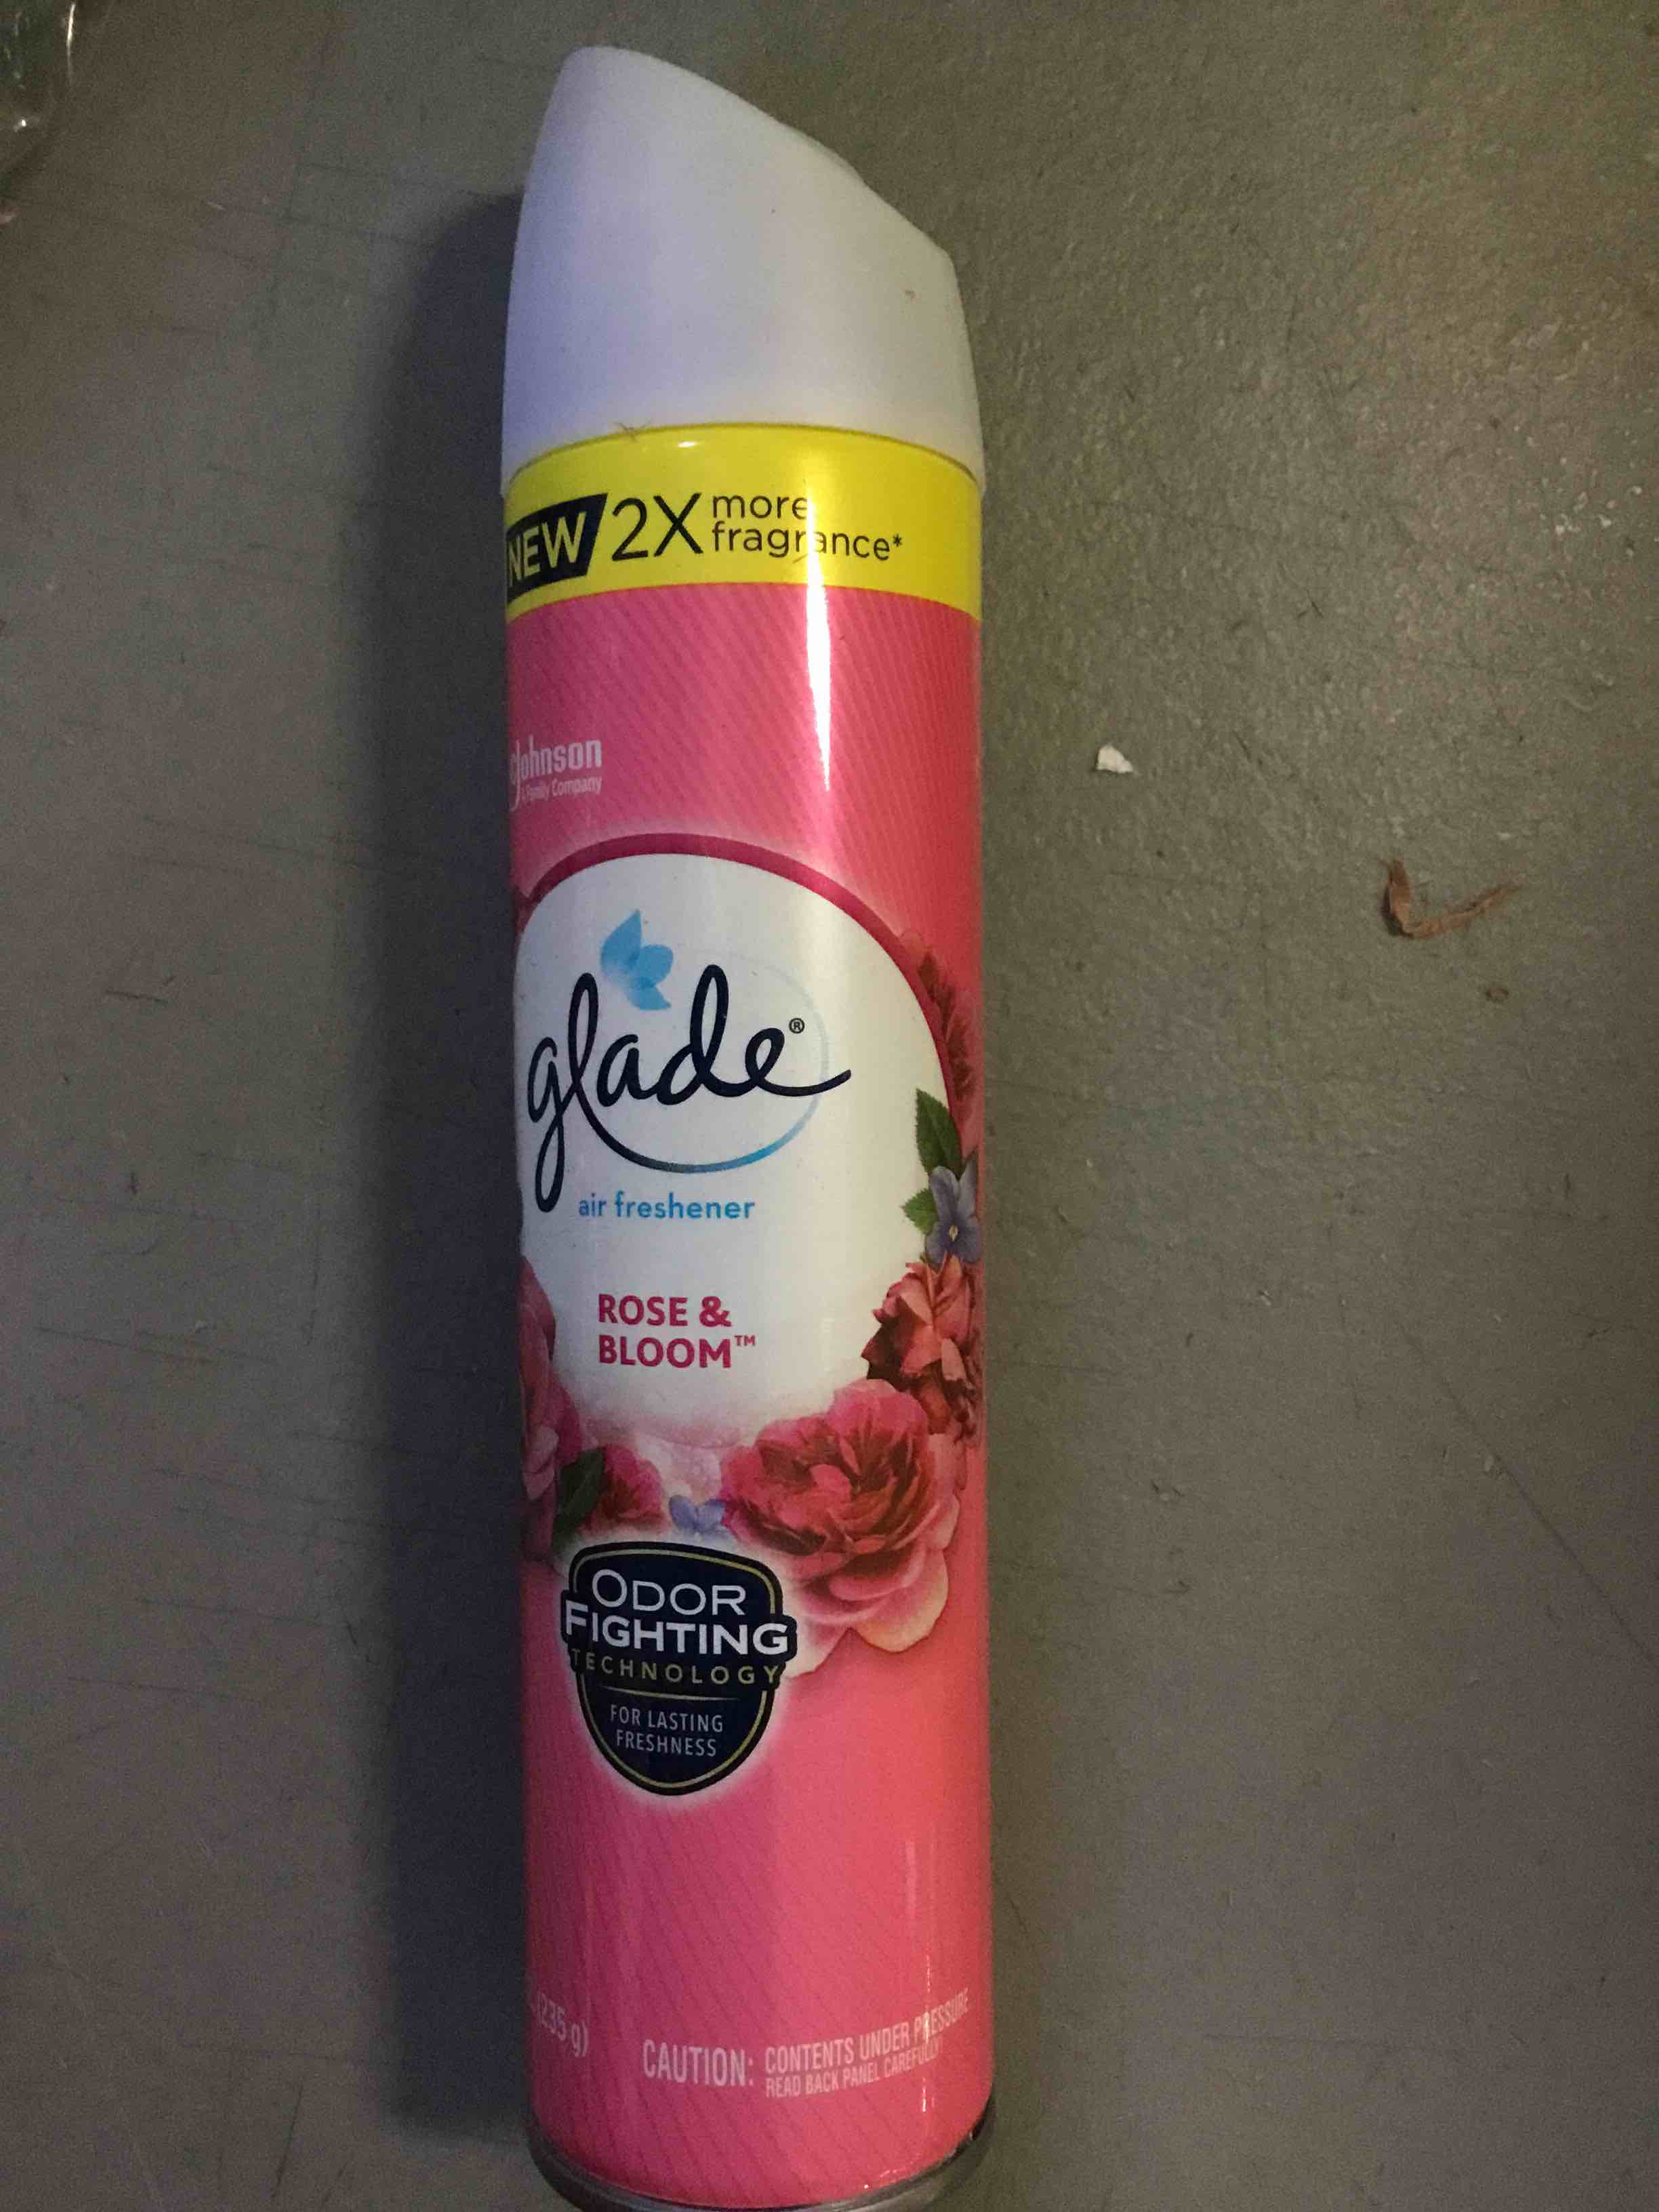 NEW 2X more
fragrance*
Johnson
A Family Company
glade®
air freshener
ROSE &
BLOOM™
ODOR
FIGHTING
TECHNOLOGY
FOR LASTING
FRESHNESS
(235 g)
CAUTION: CONTENTS UNDER PRESSURE
READ BACK PANEL CAREFULLY